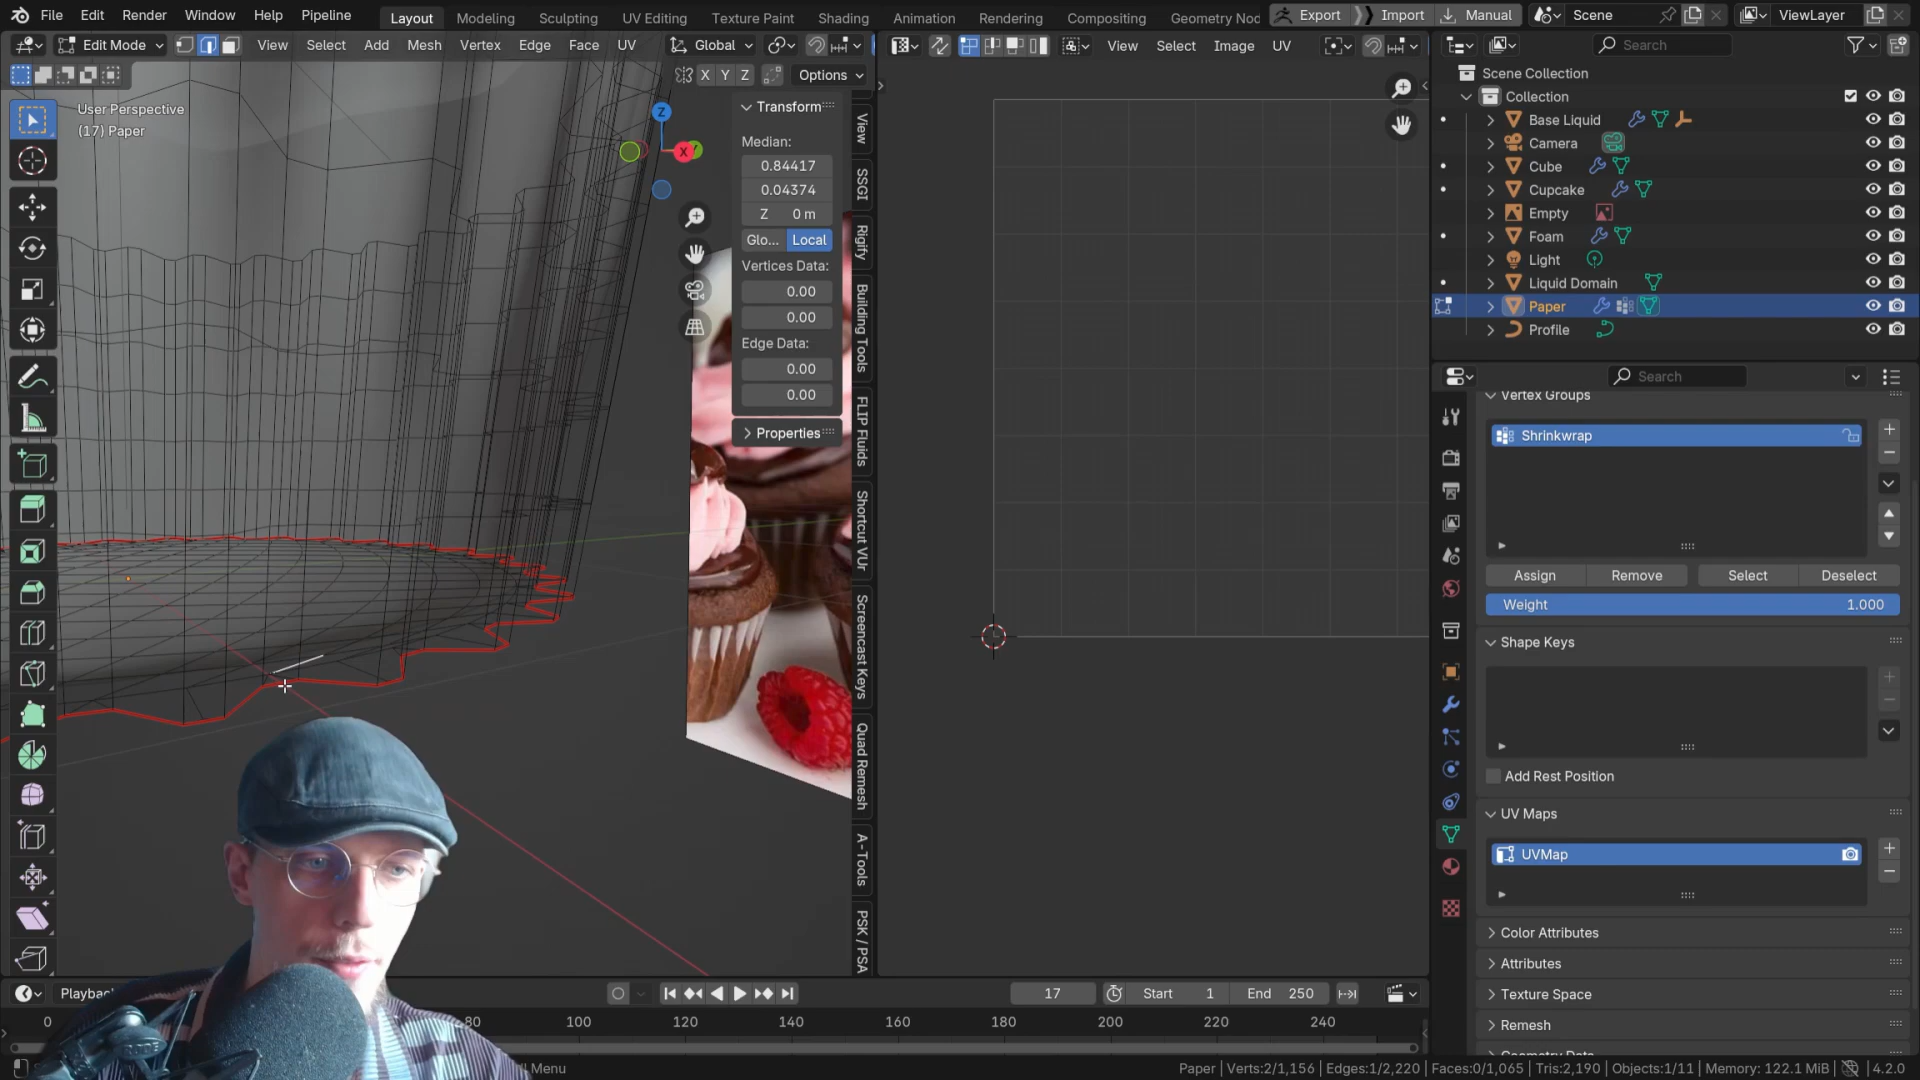 File Edit Render Window Help Pipeline Layout Modeling Sculpting UV Editing Texture Paint Shading Animation Rendering Compositing Geometry Nod Export Import Manual Scene ViewLayer
Edit Mode View Select Add Mesh Vertex Edge Face UV Global View Select Image UV Search
X Y Z Options
User Perspective
(17) Paper
Z
X
Transform
Median:
0.84417
0.04374
Z 0 m
Glo... Local
Vertices Data:
0.00
0.00
Edge Data:
0.00
0.00
Properties
View
SSGI
Rigify
Building Tools
FLIP Fluids
Shortcut VUr
Screencast Keys
Quad Remesh
A-Tools
PSK / PSA
Scene Collection
Collection
Base Liquid
Camera
Cube
Cupcake
Empty
Foam
Light
Liquid Domain
Paper
Profile
Search
Vertex Groups
Shrinkwrap
Assign Remove Select Deselect
Weight 1.000
Shape Keys
Add Rest Position
UV Maps
UVMap
Color Attributes
Attributes
Texture Space
Remesh
Playbac 17 Start 1 End 250
0 80 100 120 140 160 180 200 220 240
Menu Paper | Verts:2/1,156 | Edges:1/2,220 | Faces:0/1,065 | Tris:2,190 | Objects:1/11 | Memory: 122.1 MiB | 4.2.0